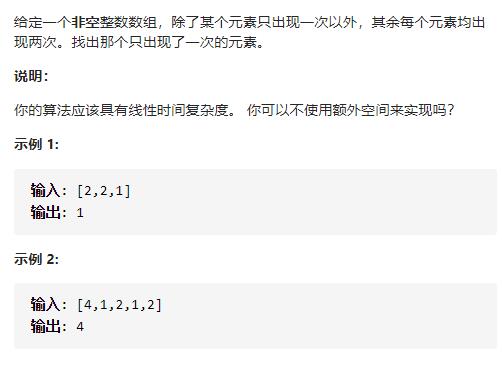 给定一个非空整数数组，除了某个元素只出现一次以外，其余每个元素均出
现两次。找出那个只出现了一次的元素。
说明：
你的算法应该具有线性时间复杂度。 你可以不使用额外空间来实现吗？
示例 1:
输入: [2,2,1]
输出: 1
示例 2:
输入: [4,1,2,1,2]
输出: 4